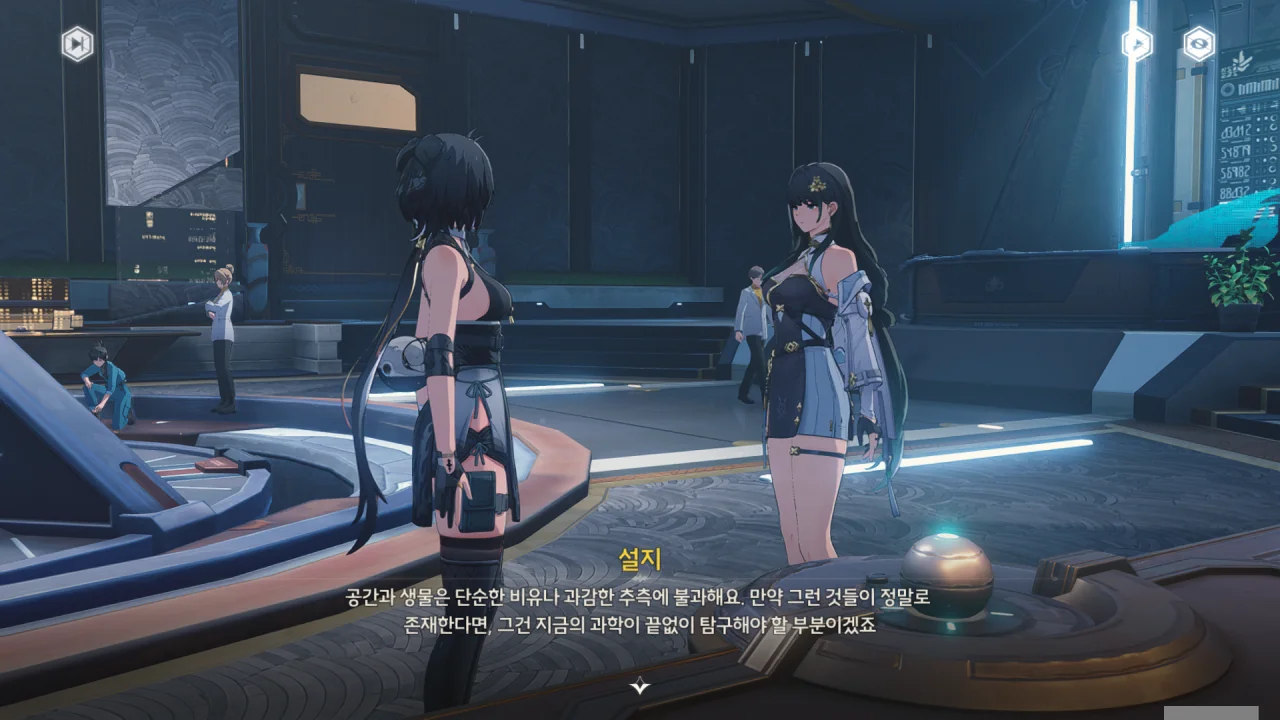 설지
공간과 생물은 단순한 비유나 과감한 추측에 불과해요. 만약 그런 것들이 정말로
존재한다면, 그건 지금의 과학이 끝없이 탐구해야 할 부분이겠죠